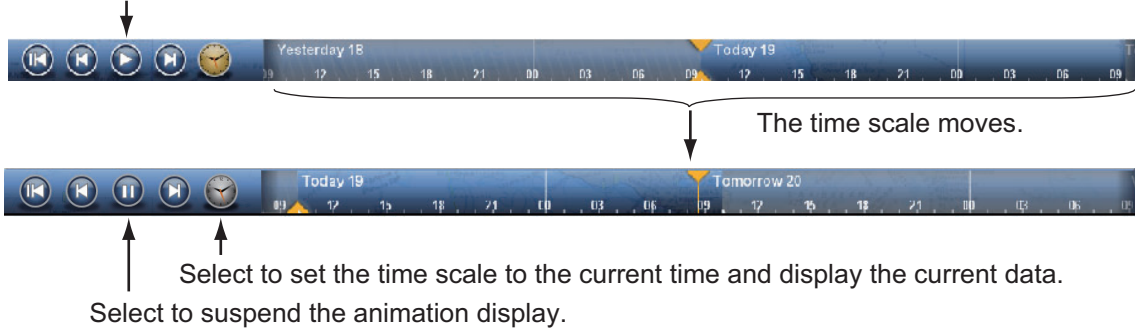 Yesterday 18 Today 19 T
09 12 15 18 21 00 03 06 09 12 15 18 21 00 03 06 09
The time scale moves.
Today 19 Tomorrow 20
09 12 15 18 21 00 03 06 09 12 15 18 21 00 03 06 09
Select to set the time scale to the current time and display the current data.
Select to suspend the animation display.